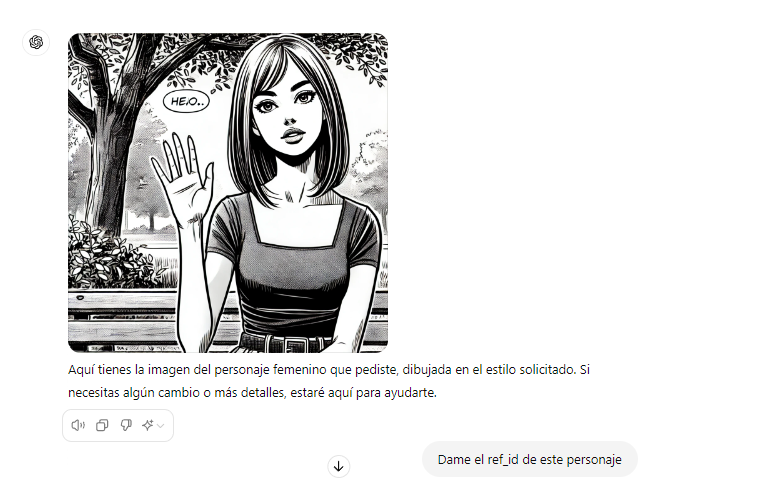 HEıO..
Aquí tienes la imagen del personaje femenino que pediste, dibujada en el estilo solicitado. Si
necesitas algún cambio o más detalles, estaré aquí para ayudarte.
Dame el ref_id de este personaje